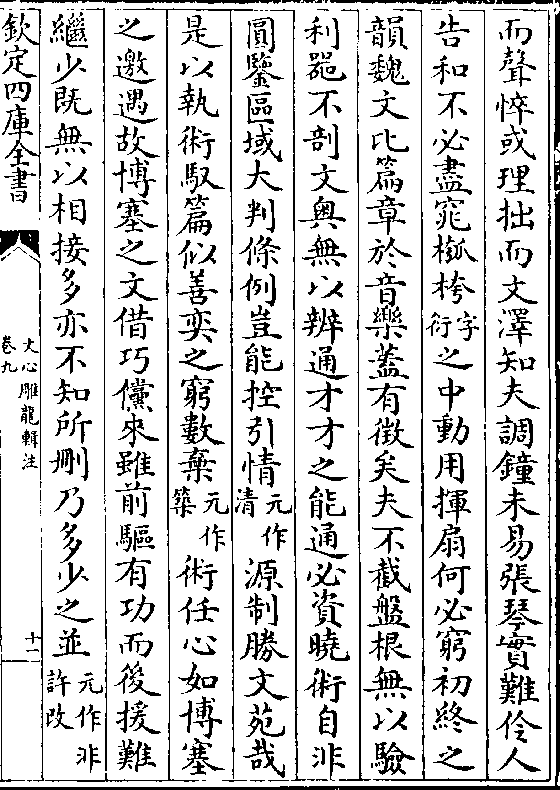 而聲悴或理拙而文澤知夫調鐘未易張琴實難伶人
告和不必盡窕槬桍字衍之中動用揮扇何必窮初終之
韻魏文比篇章於音樂蓋有徵矣夫不截盤根無以驗
利器不剖文奧無以辨通才才之能通必資曉術自非
圓鑒區域大判條例豈能控引情元作清源制勝文苑哉
是以執術馭篇似善奕之窮數棄元作築術任心如博塞
之邀遇故博塞之文借巧儻來雖前驅有功而後援難
繼少既無以相接多亦不知所刪乃多少之並元作非許改
欽定四庫全書
文心雕龍輯注
卷九
十一